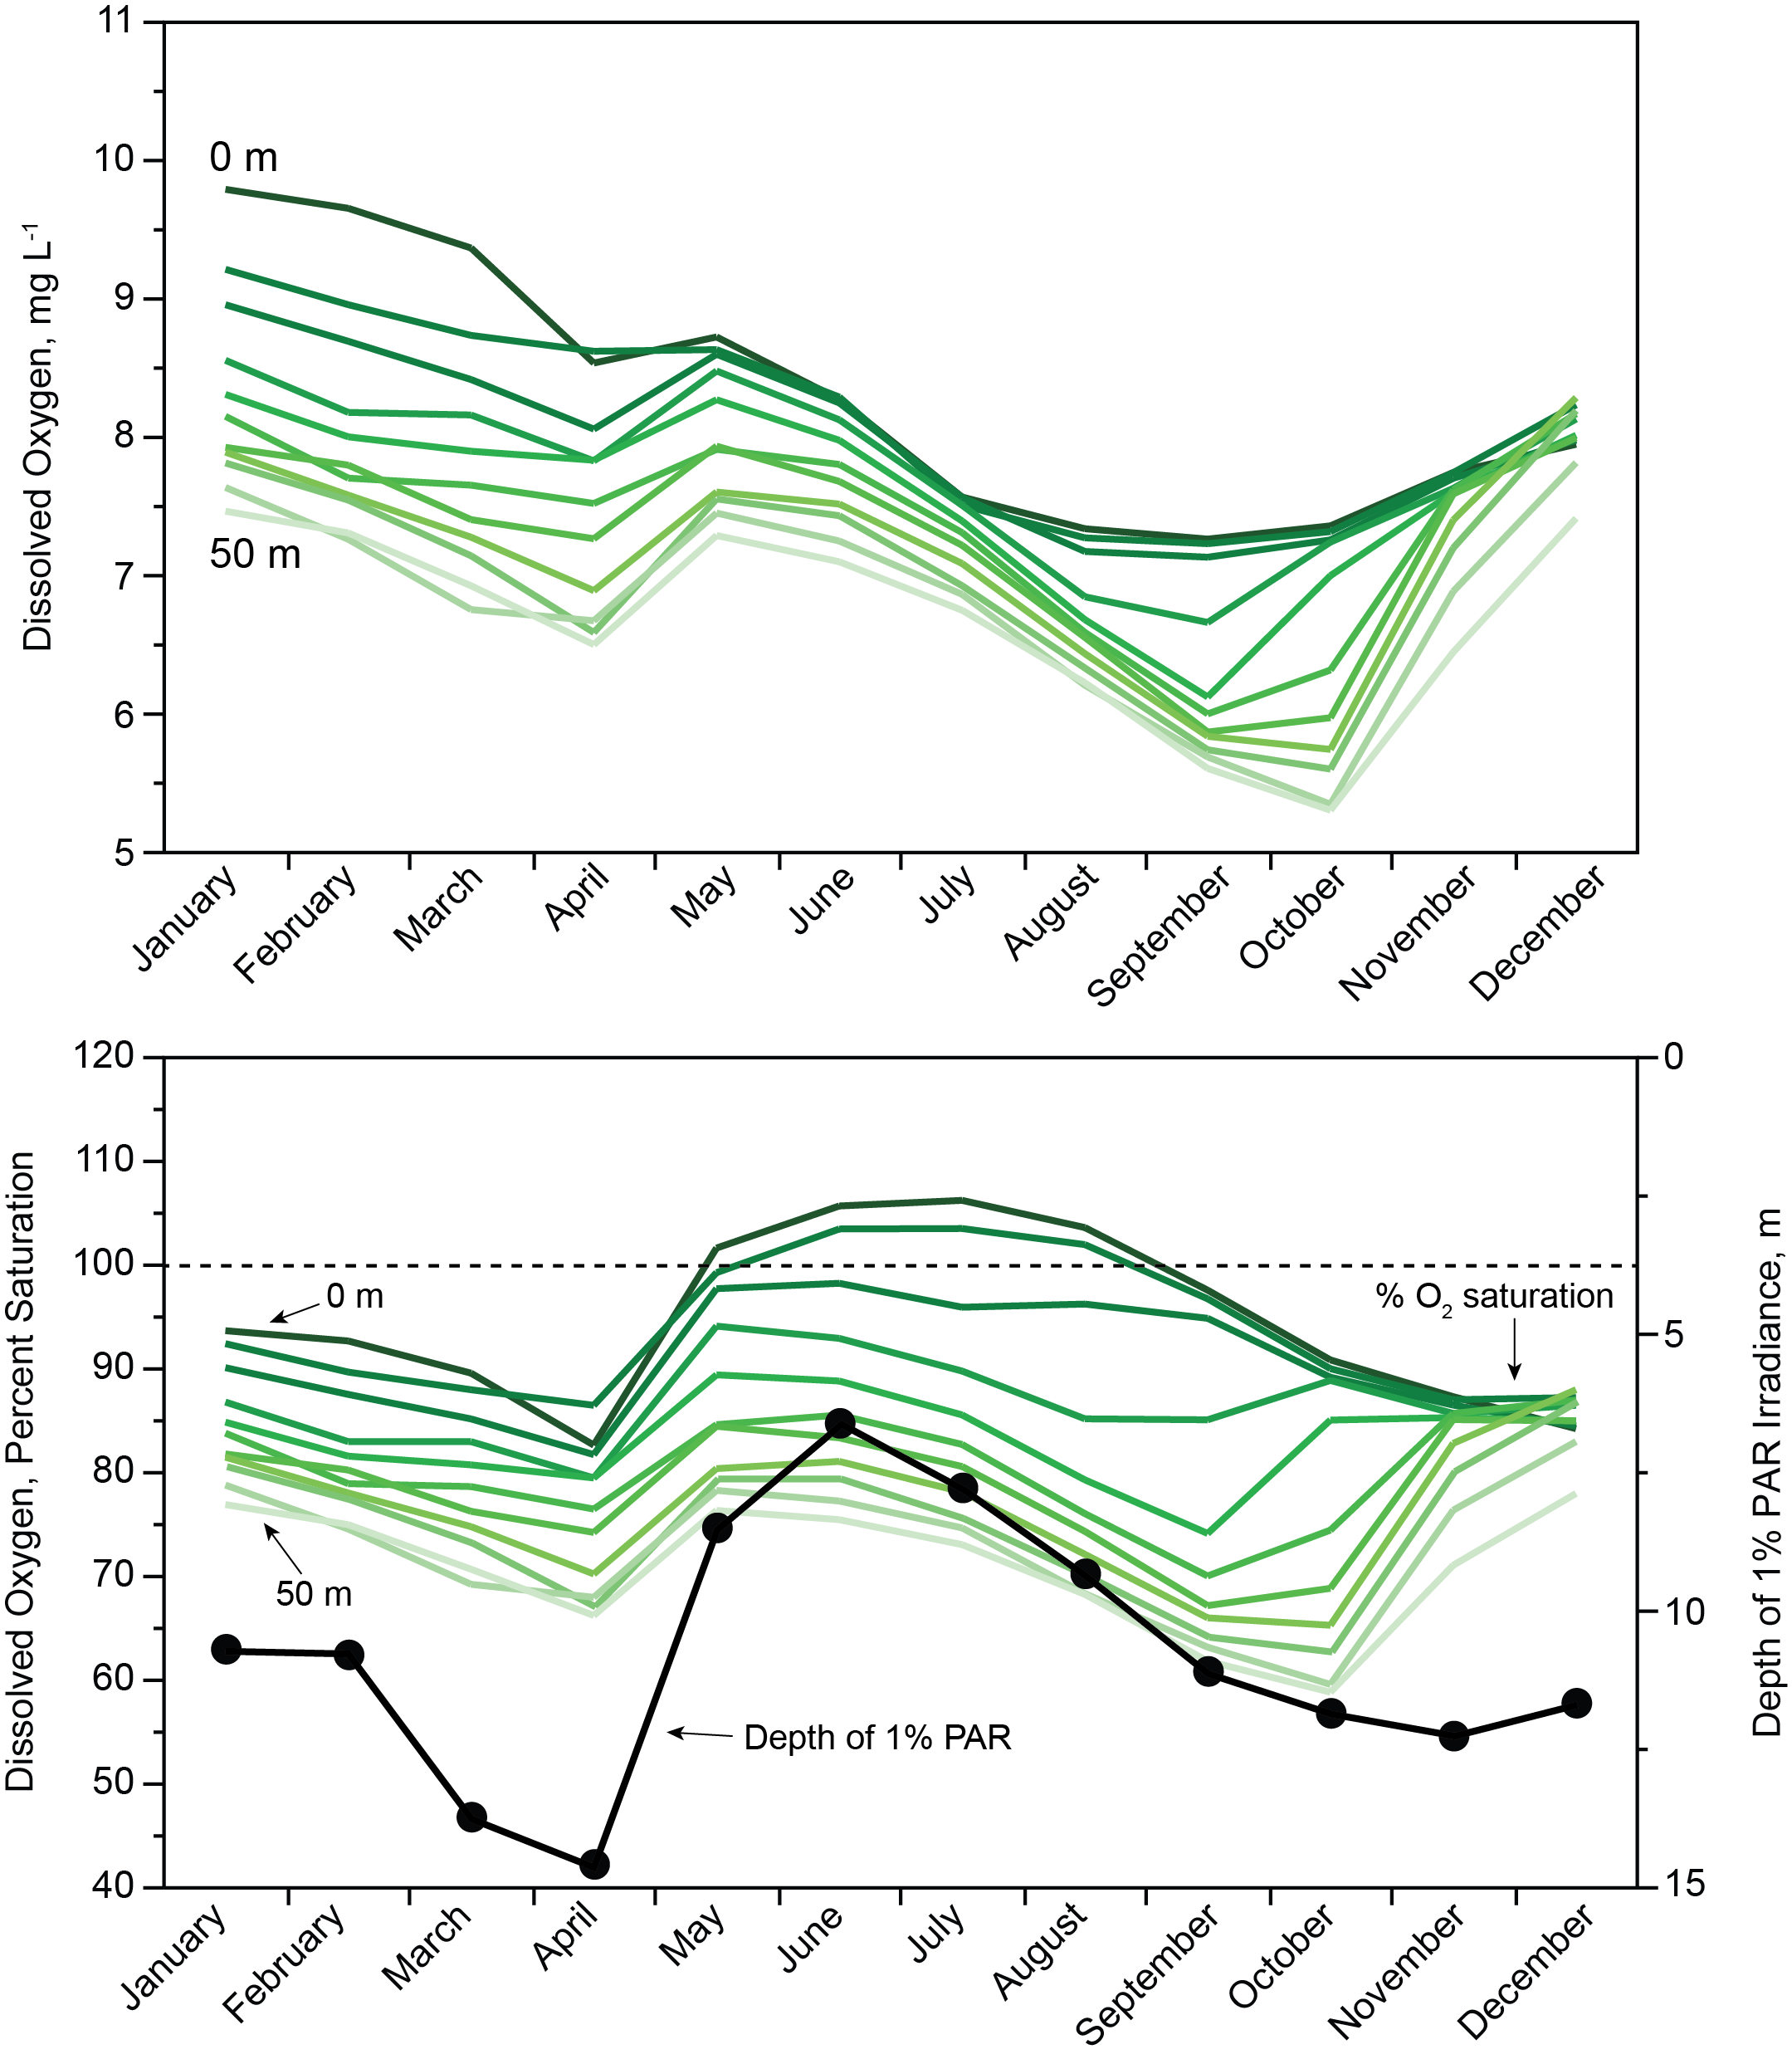 11
10
9
8
7
6
5
Dissolved Oxygen, mg L-1
0 m
50 m
January
February
March
April
May
June
July
August
September
October
November
December
120
110
100
90
80
70
60
50
40
Dissolved Oxygen, Percent Saturation
0
5
10
15
Depth of 1% PAR Irradiance, m
0 m
% O2 saturation
50 m
Depth of 1% PAR
January
February
March
April
May
June
July
August
September
October
November
December